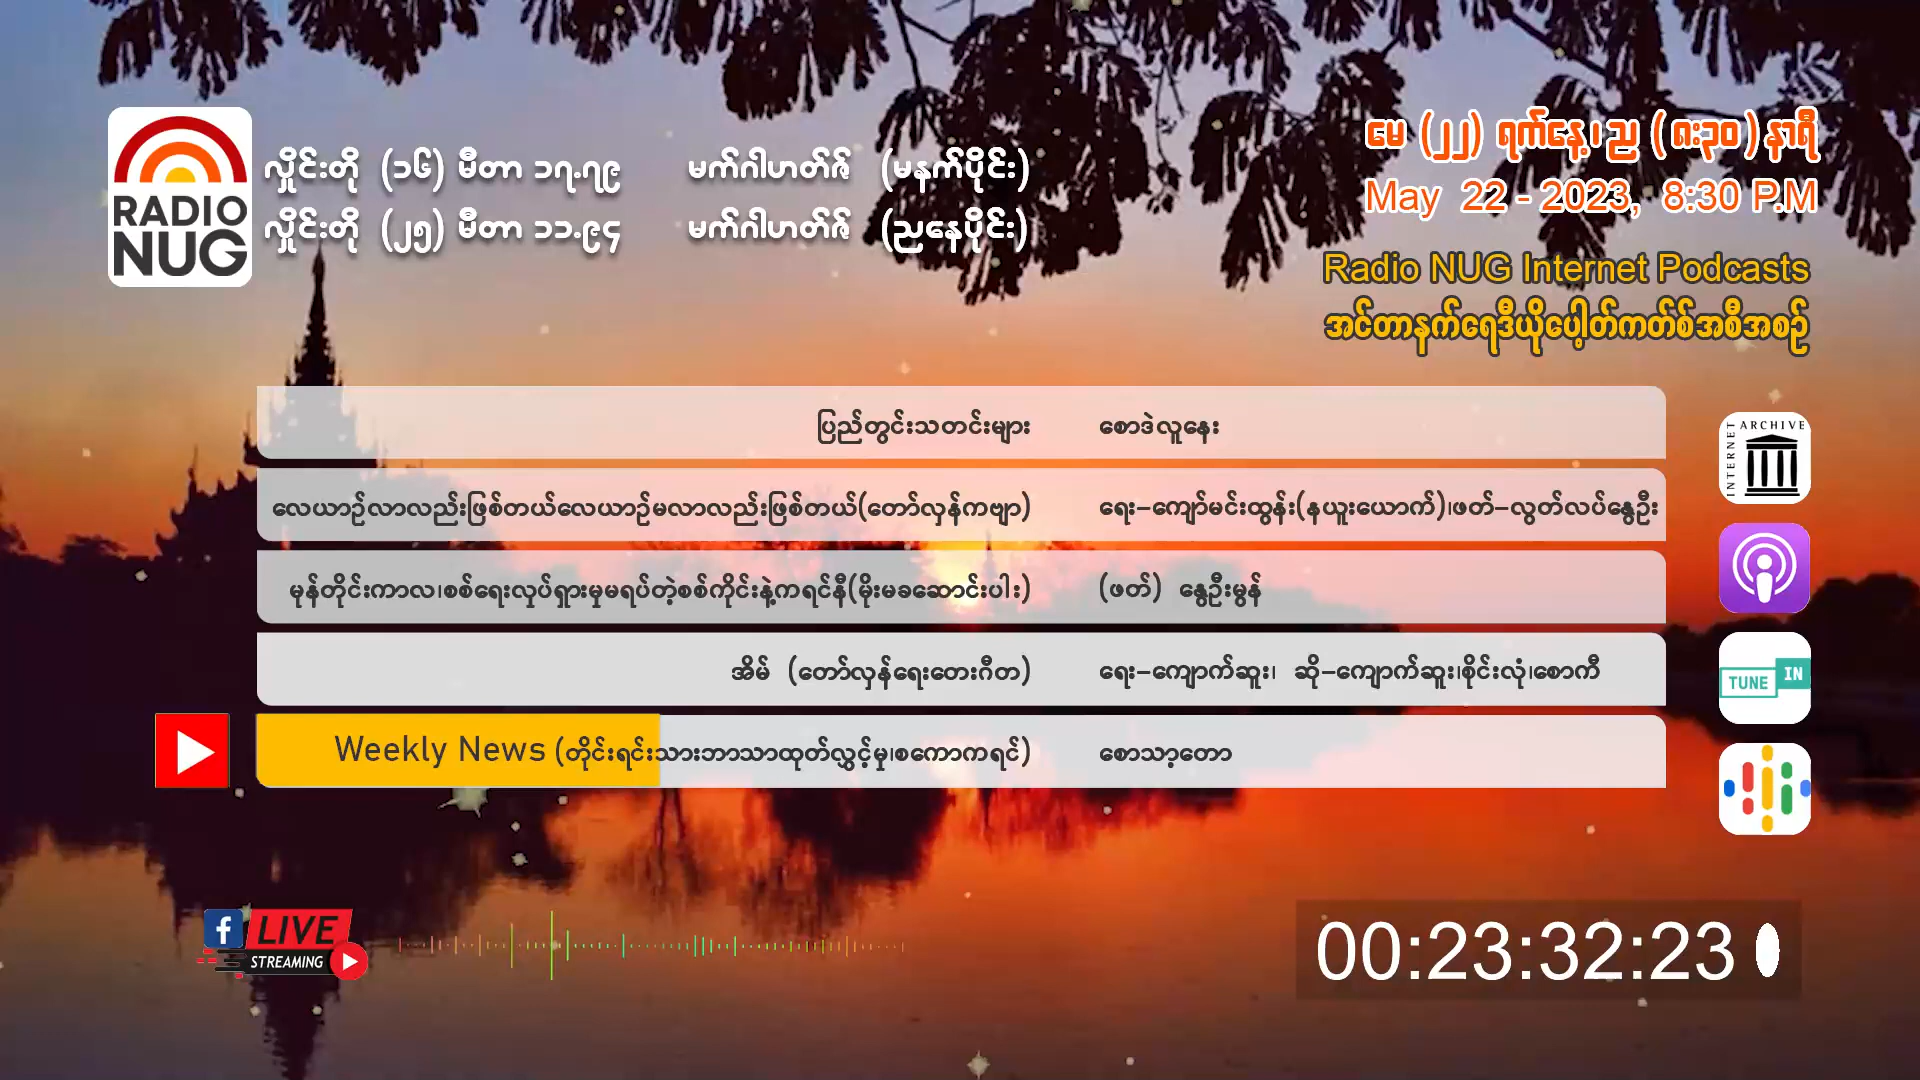 RADIO
NUG
လှိုင်းတို (၁၆) မီတာ ၁၇.၇၉ မက်ဂါဟတ်ဇ် (မနက်ပိုင်း)
လှိုင်းတို (၂၅) မီတာ ၁၁.၉၄ မက်ဂါဟတ်ဇ် (ညနေပိုင်း)
မေ (၂၂) ရက်နေ့၊ ည (၈း၃၀) နာရီ
May 22 - 2023, 8:30 P.M
Radio NUG Internet Podcasts
အင်တာနက်ရေဒီယိုပေါ့တ်ကတ်စ်အစီအစဉ်
ပြည်တွင်းသတင်းများ စောဒဲလူနေး
လေယာဉ်လာလည်းဖြစ်တယ်လေယာဉ်မလာလည်းဖြစ်တယ်(တော်လှန်ကဗျာ) ရေး-ကျော်မင်းထွန်း(နယူးယောက်)၊ဖတ်-လွတ်လပ်နွေဦး
မုန်တိုင်းကာလ၊စစ်ရေးလှုပ်ရှားမှုမရပ်တဲ့စစ်ကိုင်းနဲ့ကရင်နီ(မိုးမခဆောင်းပါး) (ဖတ်) နွေဦးမွန်
အိမ် (တော်လှန်ရေးတေးဂီတ) ရေး-ကျောက်ဆူး၊ ဆို-ကျောက်ဆူး၊စိုင်းလုံ၊စောကီ
Weekly News (တိုင်းရင်းသားဘာသာထုတ်လွှင့်မှု၊စကောကရင်) စောသာ့တော
INTERNET ARCHIVE
TUNE IN
f LIVE
STREAMING
00:23:32:23